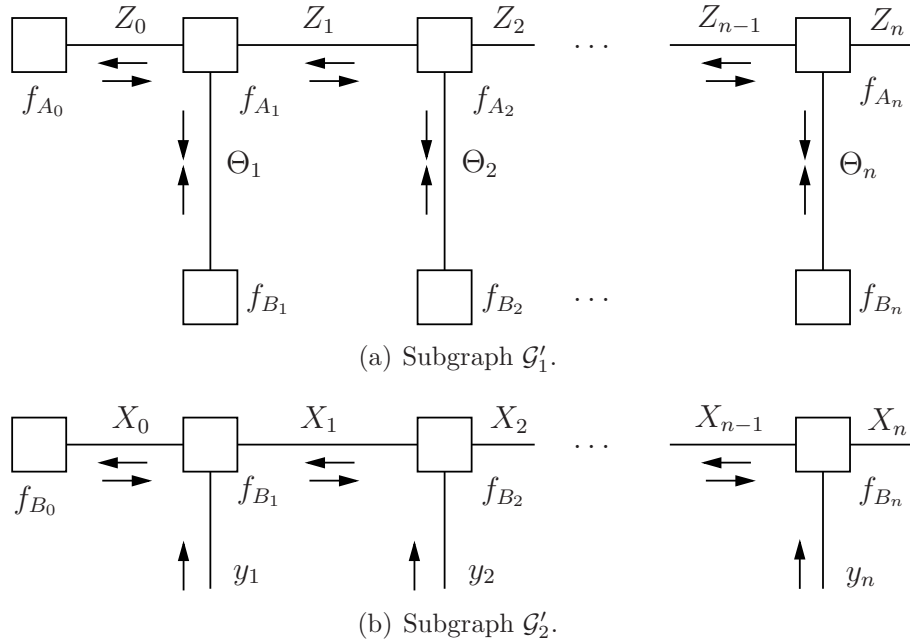 Z_0 Z_1 Z_2 ... Z_{n-1} Z_n
f_{A_0} f_{A_1} f_{A_2} f_{A_n}
Θ_1 Θ_2 Θ_n
f_{B_1} f_{B_2} ... f_{B_n}
(a) Subgraph 𝒢′_1.
X_0 X_1 X_2 ... X_{n-1} X_n
f_{B_0} f_{B_1} f_{B_2} f_{B_n}
y_1 y_2 y_n
(b) Subgraph 𝒢′_2.